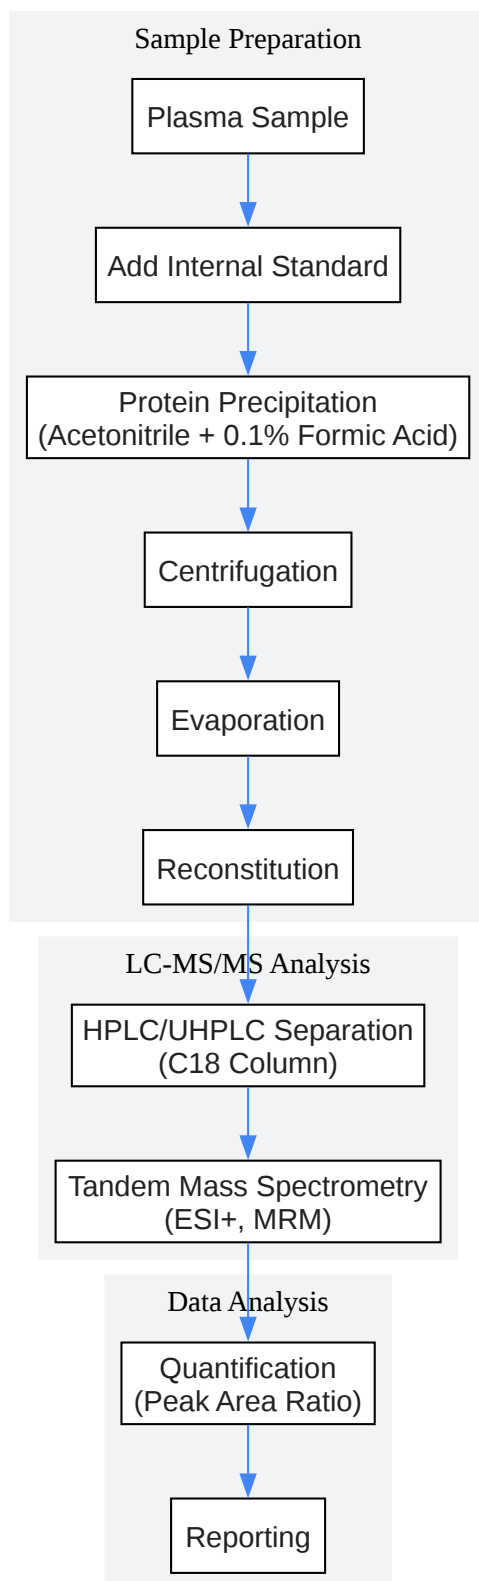 Sample Preparation
Plasma Sample
Add Internal Standard
Protein Precipitation
(Acetonitrile + 0.1% Formic Acid)
Centrifugation
Evaporation
Reconstitution
LC-MS/MS Analysis
HPLC/UHPLC Separation
(C18 Column)
Tandem Mass Spectrometry
(ESI+, MRM)
Data Analysis
Quantification
(Peak Area Ratio)
Reporting